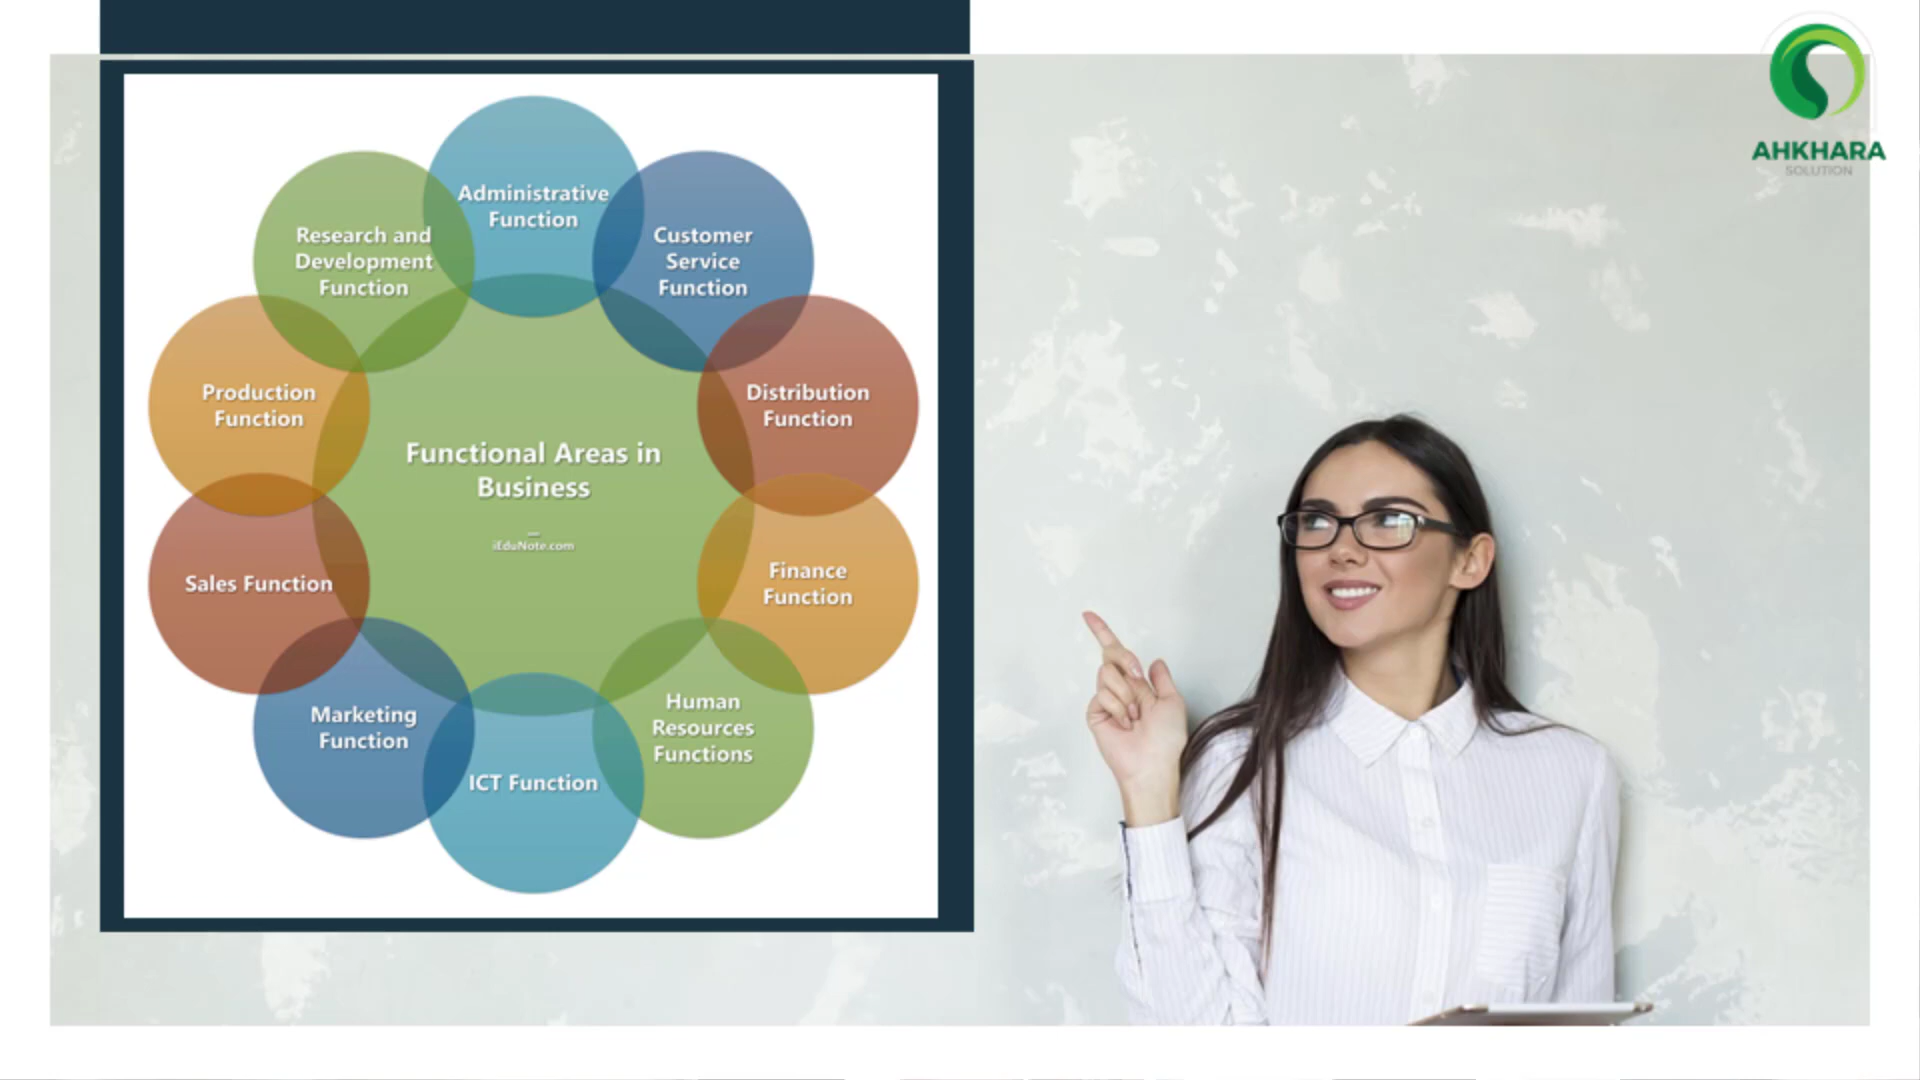 Administrative
Function
Customer
Service
Function
Distribution
Function
Finance
Function
Human
Resources
Functions
ICT Function
Marketing
Function
Sales Function
Production
Function
Research and
Development
Function
Functional Areas in
Business
iEduNote.com
AHKHARA
SOLUTION